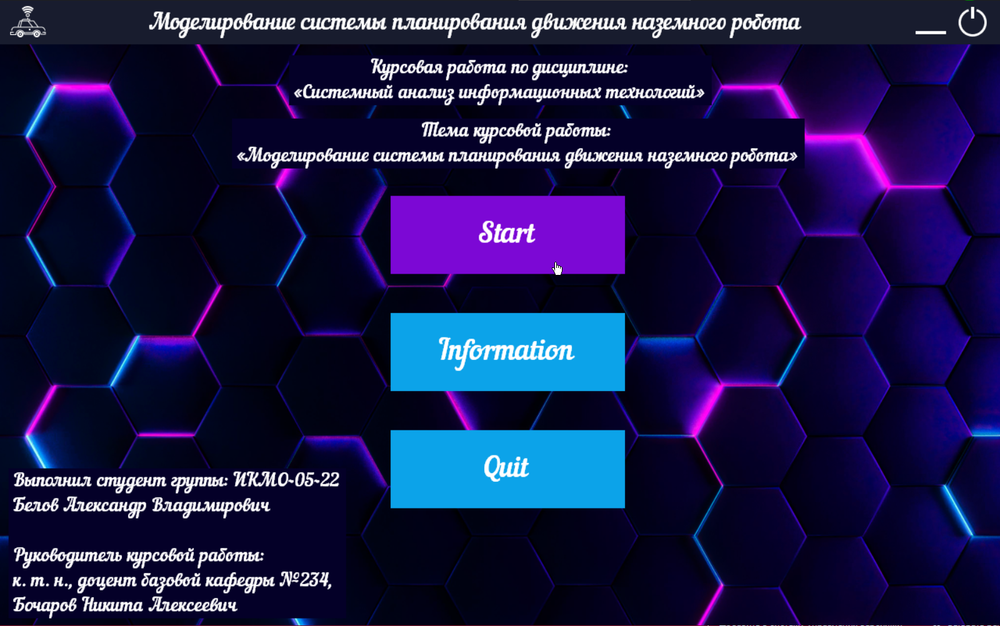 Моделирование системы планирования движения наземного робота
Курсовая работа по дисциплине:
«Системный анализ информационных технологий»
Тема курсовой работы:
«Моделирование системы планирования движения наземного робота»
Start
Information
Quit
Выполнил студент группы: ИКМО-05-22
Белов Александр Владимирович
Руководитель курсовой работы:
к. т. н., доцент базовой кафедры №234,
Бочаров Никита Алексеевич